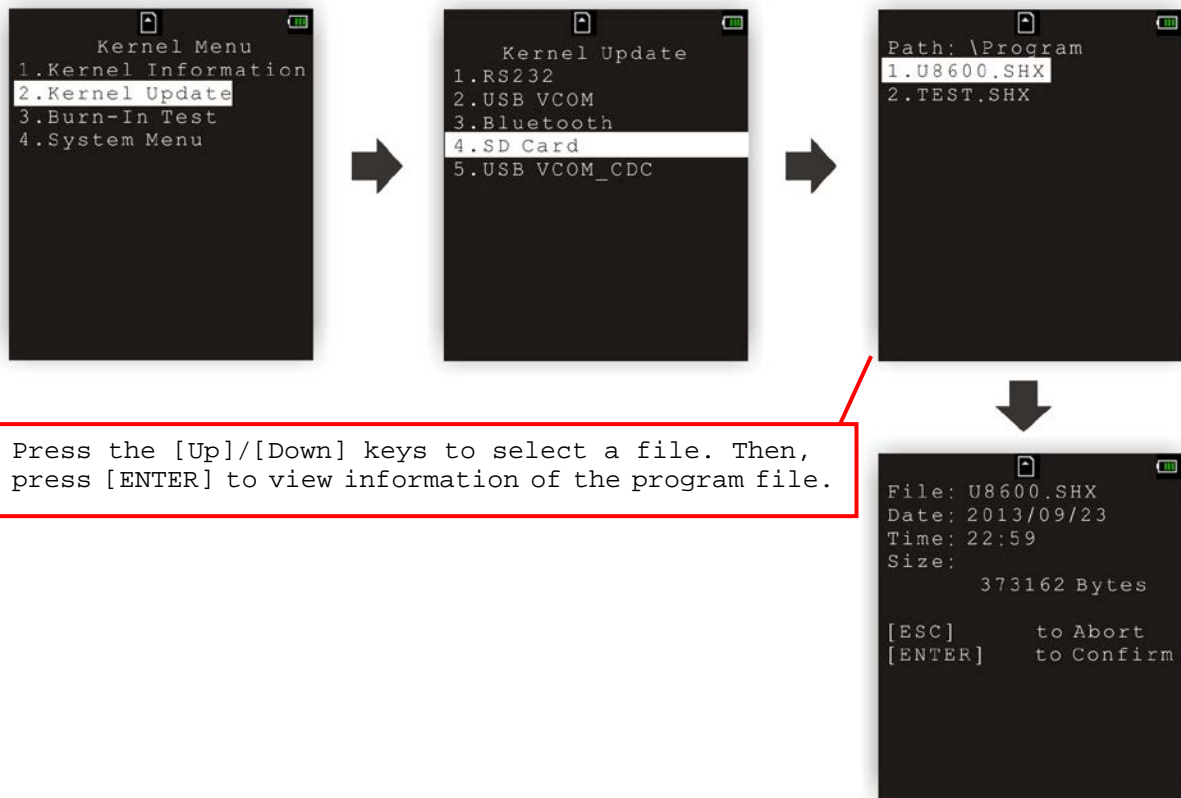 Kernel Menu
1.Kernel Information
2.Kernel Update
3.Burn-In Test
4.System Menu
Kernel Update
1.RS232
2.USB VCOM
3.Bluetooth
4.SD Card
5.USB VCOM_CDC
Path: \Program
1.U8600.SHX
2.TEST.SHX
Press the [Up]/[Down] keys to select a file. Then,
press [ENTER] to view information of the program file.
File: U8600.SHX
Date: 2013/09/23
Time: 22:59
Size:
373162 Bytes
[ESC] to Abort
[ENTER] to Confirm